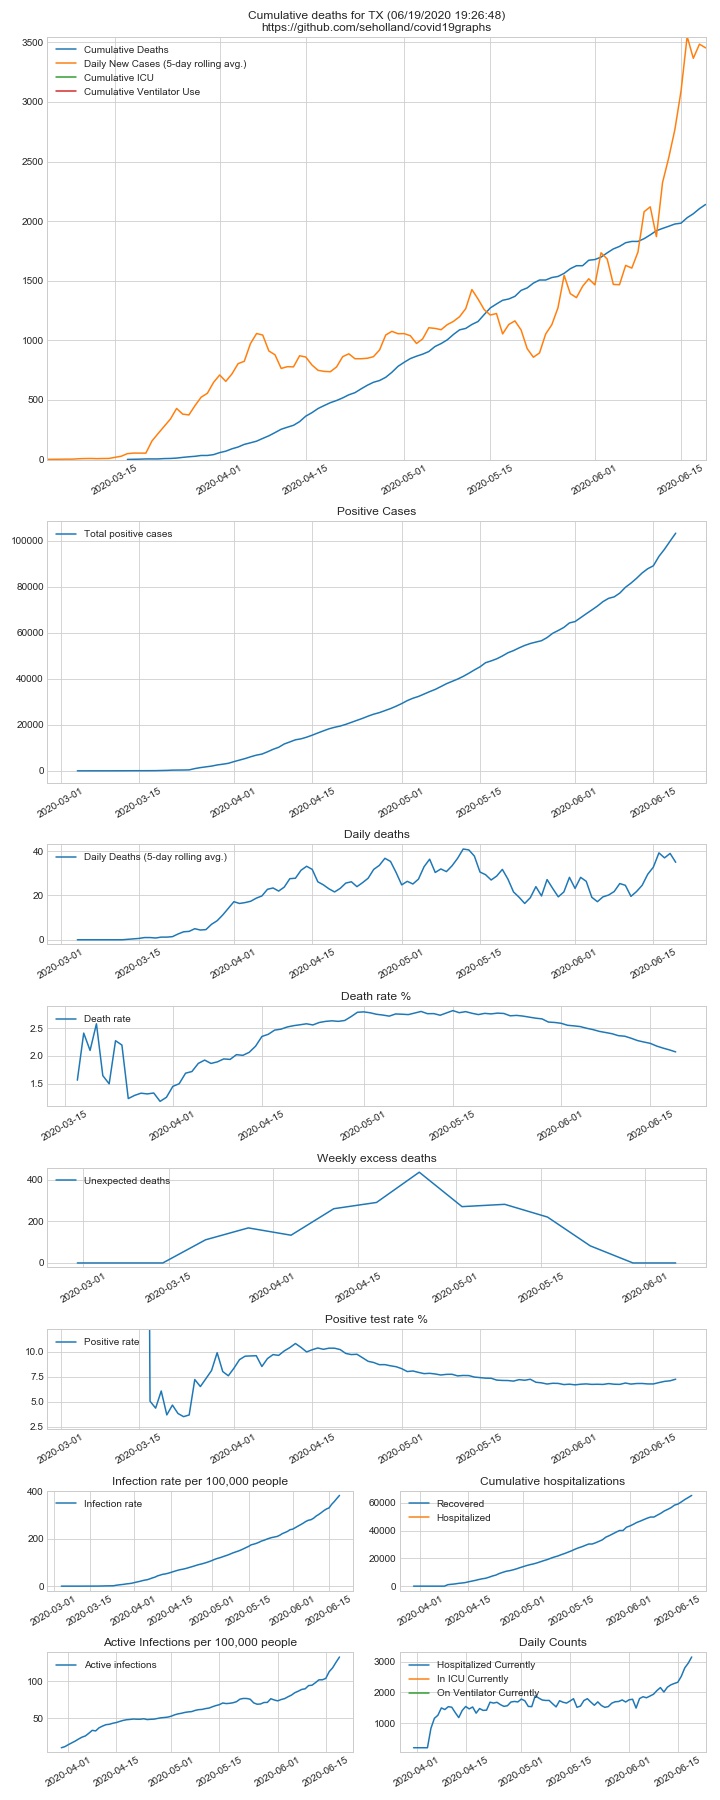 Cumulative deaths for TX (06/19/2020 19:26:48)
https://github.com/seholland/covid19graphs
Cumulative Deaths
Daily New Cases (5-day rolling avg.)
Cumulative ICU
Cumulative Ventilator Use
3500
3000
2500
2000
1500
1000
500
0
2020-03-15 2020-04-01 2020-04-15 2020-05-01 2020-05-15 2020-06-01 2020-06-15
Positive Cases
Total positive cases
100000
80000
60000
40000
20000
0
2020-03-01 2020-03-15 2020-04-01 2020-04-15 2020-05-01 2020-05-15 2020-06-01 2020-06-15
Daily deaths
Daily Deaths (5-day rolling avg.)
40
20
0
2020-03-01 2020-03-15 2020-04-01 2020-04-15 2020-05-01 2020-05-15 2020-06-01 2020-06-15
Death rate %
Death rate
2.5
2.0
1.5
2020-03-15 2020-04-01 2020-04-15 2020-05-01 2020-05-15 2020-06-01 2020-06-15
Weekly excess deaths
Unexpected deaths
400
200
0
2020-03-01 2020-03-15 2020-04-01 2020-04-15 2020-05-01 2020-05-15 2020-06-01
Positive test rate %
Positive rate
10.0
7.5
5.0
2.5
2020-03-01 2020-03-15 2020-04-01 2020-04-15 2020-05-01 2020-05-15 2020-06-01 2020-06-15
Infection rate per 100,000 people
Infection rate
400
200
0
2020-03-01 2020-03-15 2020-04-01 2020-04-15 2020-05-01 2020-05-15 2020-06-01 2020-06-15
Cumulative hospitalizations
Recovered
Hospitalized
60000
40000
20000
0
2020-04-01 2020-04-15 2020-05-01 2020-05-15 2020-06-01 2020-06-15
Active Infections per 100,000 people
Active infections
100
50
2020-04-01 2020-04-15 2020-05-01 2020-05-15 2020-06-01 2020-06-15
Daily Counts
Hospitalized Currently
In ICU Currently
On Ventilator Currently
3000
2000
1000
2020-04-01 2020-04-15 2020-05-01 2020-05-15 2020-06-01 2020-06-15